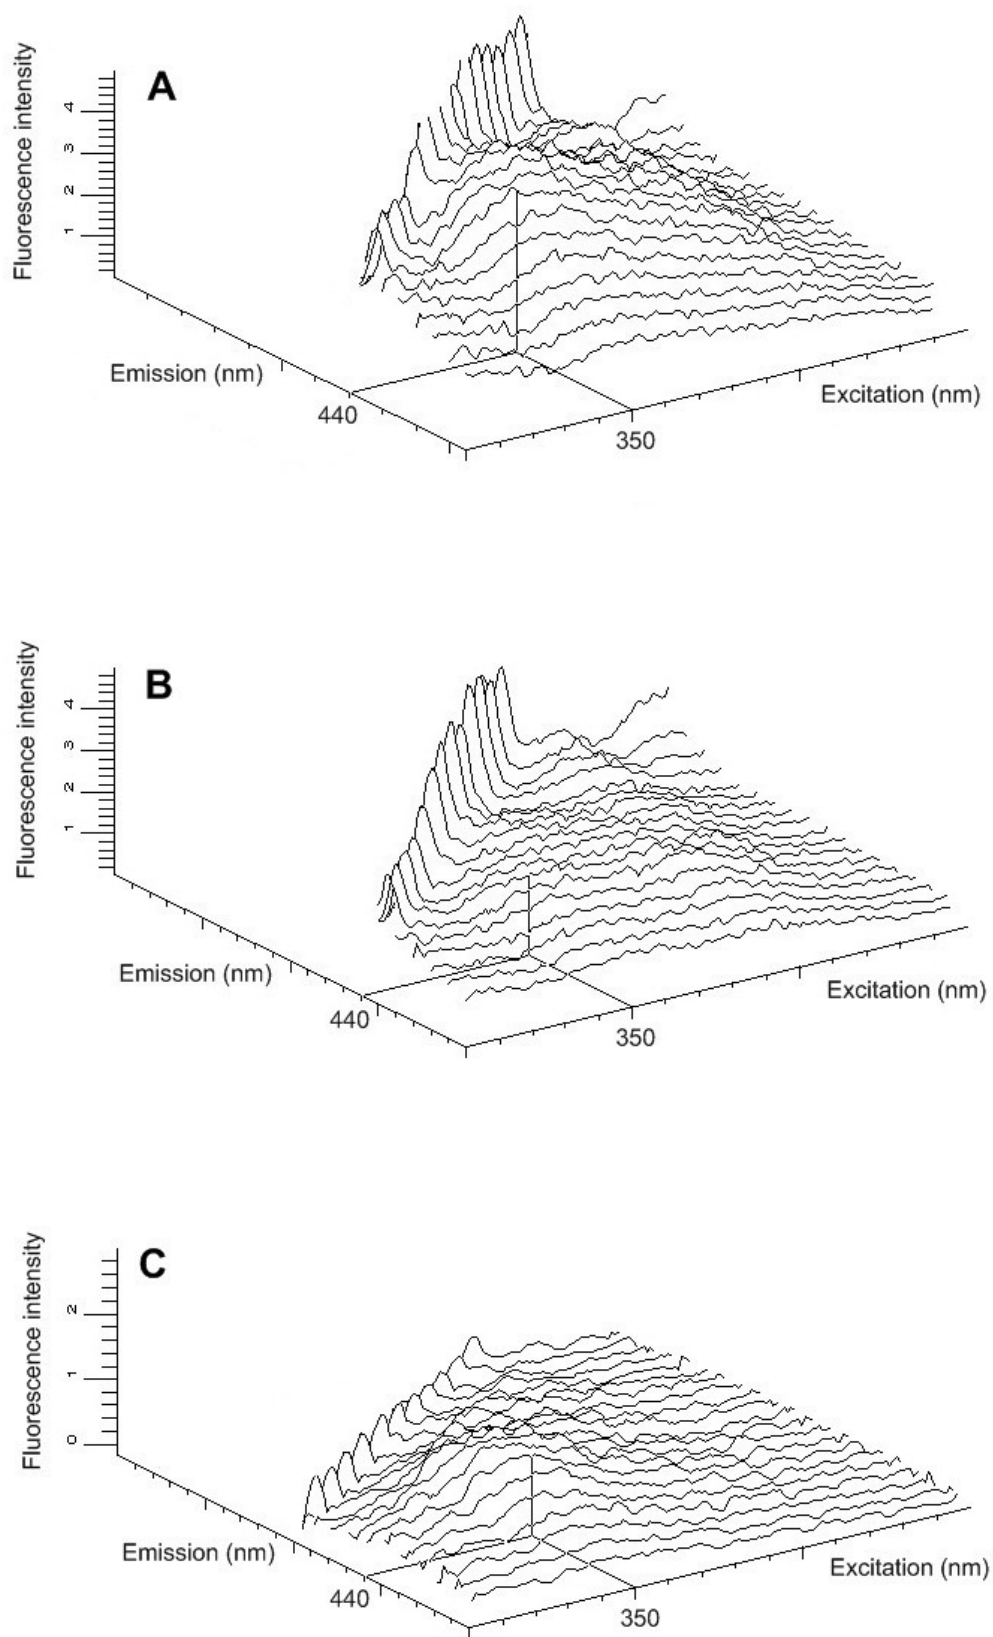 A
Fluorescence intensity
4
3
2
1
Emission (nm)
440
Excitation (nm)
350
B
Fluorescence intensity
4
3
2
1
Emission (nm)
440
Excitation (nm)
350
C
Fluorescence intensity
2
1
0
Emission (nm)
440
Excitation (nm)
350